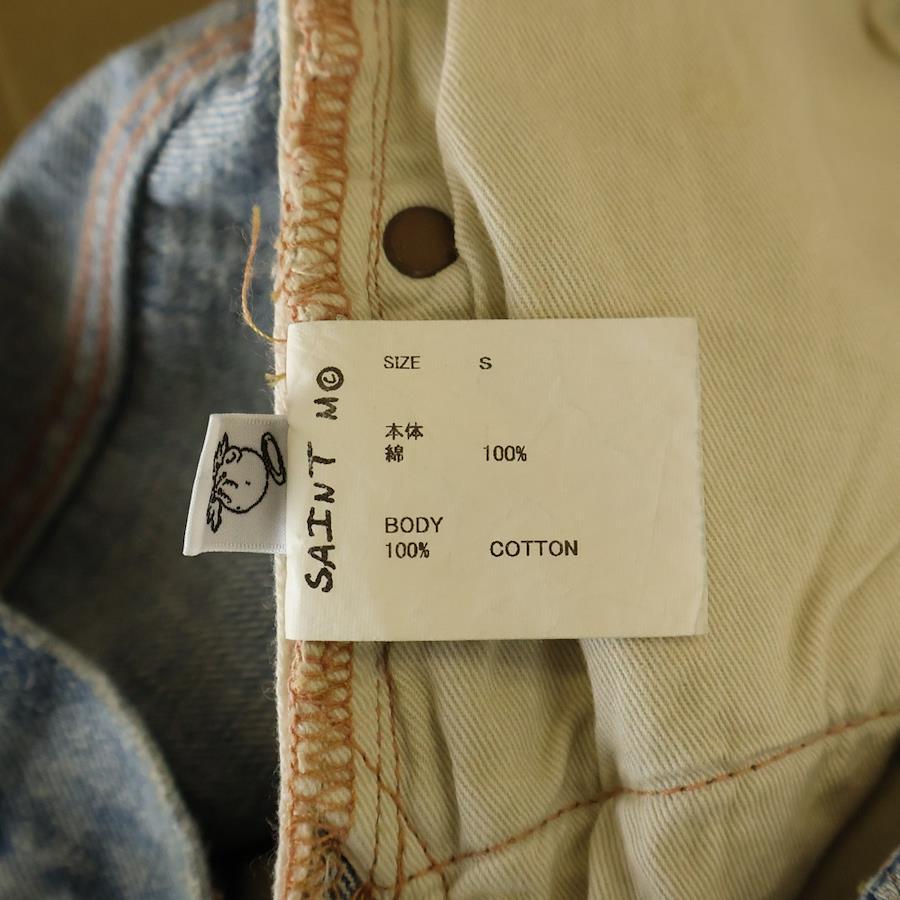 SAINT M©
SIZE S
本体
綿 100%
BODY
100% COTTON